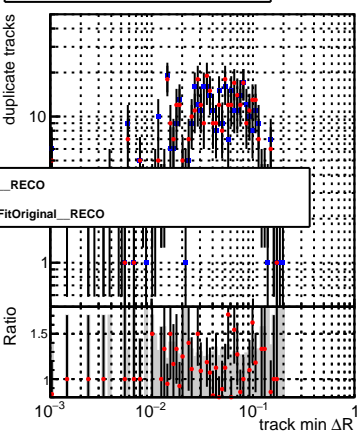 duplicate tracks
10
__RECO
FitOriginal__RECO
1
Ratio
1.5
1
10−3 10−2 10−1 1
track min ΔR